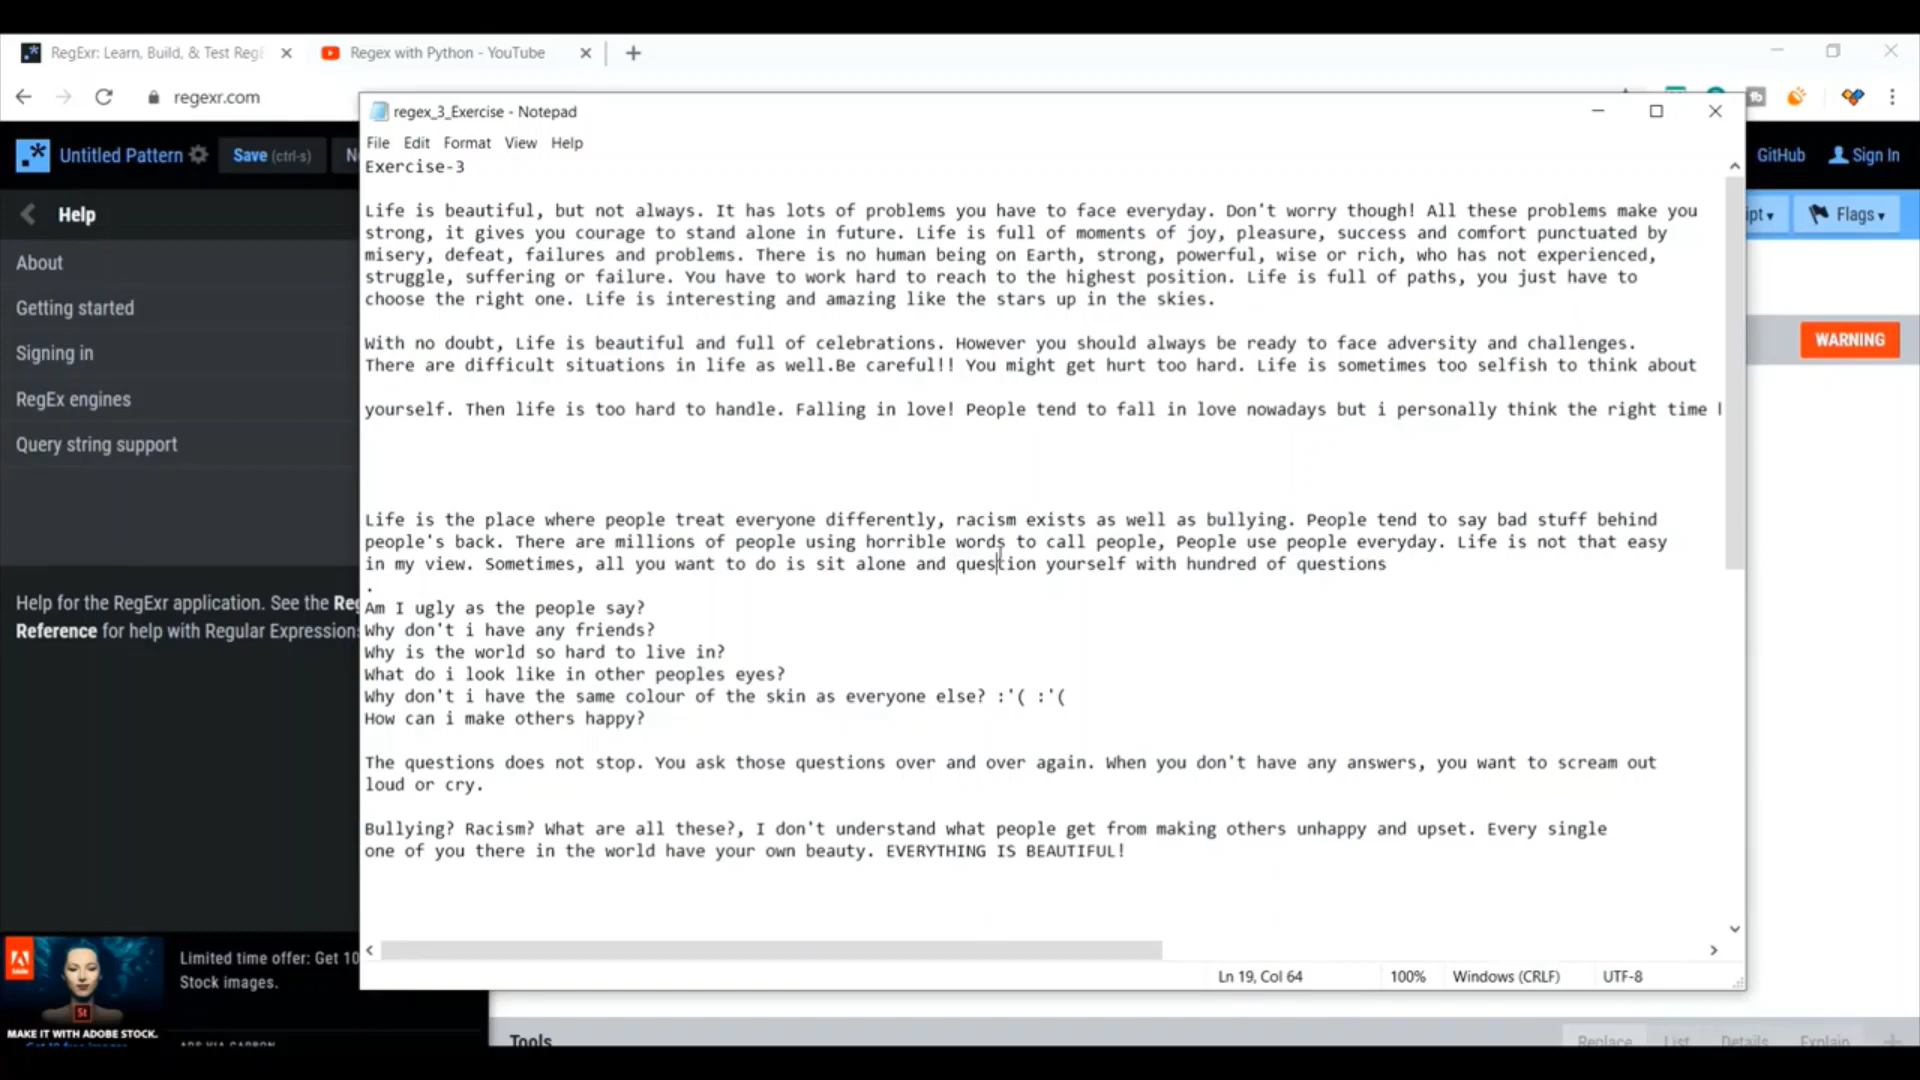 RegExr: Learn, Build, & Test Reg
Regex with Python - YouTube
regexr.com
Untitled Pattern
Save (ctrl-s)
GitHub
Sign In
Help
Flags
About
Getting started
Signing in
RegEx engines
Query string support
WARNING
Help for the RegExr application. See the
Reference for help with Regular Expressions
Limited time offer: Get 10
Stock images.
MAKE IT WITH ADOBE STOCK.
ADS VIA CARBON
Tools
Replace List Details Explain
regex_3_Exercise - Notepad
File Edit Format View Help
Exercise-3
Life is beautiful, but not always. It has lots of problems you have to face everyday. Don't worry though! All these problems make you
strong, it gives you courage to stand alone in future. Life is full of moments of joy, pleasure, success and comfort punctuated by
misery, defeat, failures and problems. There is no human being on Earth, strong, powerful, wise or rich, who has not experienced,
struggle, suffering or failure. You have to work hard to reach to the highest position. Life is full of paths, you just have to
choose the right one. Life is interesting and amazing like the stars up in the skies.
With no doubt, Life is beautiful and full of celebrations. However you should always be ready to face adversity and challenges.
There are difficult situations in life as well.Be careful!! You might get hurt too hard. Life is sometimes too selfish to think about
yourself. Then life is too hard to handle. Falling in love! People tend to fall in love nowadays but i personally think the right time
Life is the place where people treat everyone differently, racism exists as well as bullying. People tend to say bad stuff behind
people's back. There are millions of people using horrible words to call people, People use people everyday. Life is not that easy
in my view. Sometimes, all you want to do is sit alone and question yourself with hundred of questions
.
Am I ugly as the people say?
Why don't i have any friends?
Why is the world so hard to live in?
What do i look like in other peoples eyes?
Why don't i have the same colour of the skin as everyone else? :'( :'(
How can i make others happy?
The questions does not stop. You ask those questions over and over again. When you don't have any answers, you want to scream out
loud or cry.
Bullying? Racism? What are all these?, I don't understand what people get from making others unhappy and upset. Every single
one of you there in the world have your own beauty. EVERYTHING IS BEAUTIFUL!
Ln 19, Col 64
100%
Windows (CRLF)
UTF-8